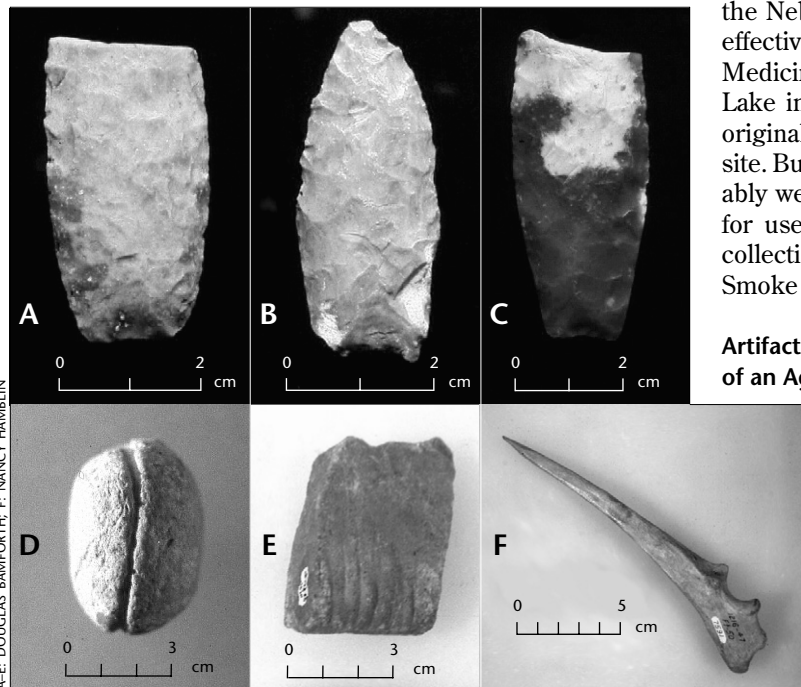 the Neb
effectiv
Medicin
Lake in
original
site. Bu
ably we
for use
collecti
Smoke
Artifact
of an Ag
A
0 2
cm
B
0 2
cm
C
0 2
cm
A–E: DOUGLAS BAMFORTH; F: NANCY HAMBLIN
D
0 3
cm
E
0 3
cm
F
0 5
cm